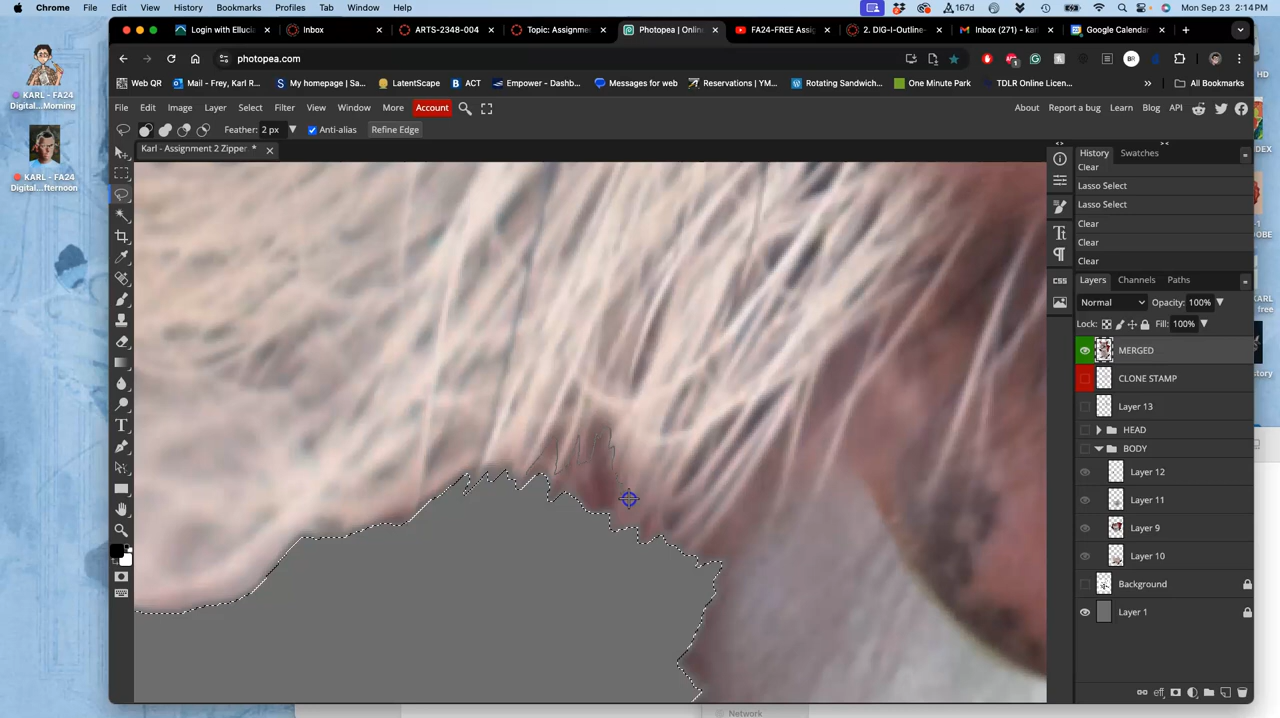 Chrome File Edit View History Bookmarks Profiles Tab Window Help 167d Mon Sep 23 2:14 PM
Login with Ellucia
Inbox
ARTS-2348-004
Topic: Assignme
Photopea | Onlin
FA24-FREE Assig
2. DIG-I-Outline-
Inbox (271) - kar
Google Calendar
photopea.com
Web QR
Mail - Frey, Karl R...
My homepage | Sa...
LatentScape
ACT
Empower - Dashb...
Messages for web
Reservations | YM...
Rotating Sandwich...
One Minute Park
TDLR Online Licen...
All Bookmarks
File Edit Image Layer Select Filter View Window More Account
About Report a bug Learn Blog API
Feather: 2 px Anti-alias Refine Edge
Karl - Assignment 2 Zipper *
KARL - FA24
Digital...Morning
KARL - FA24
Digital...fternoon
History Swatches
Clear
Lasso Select
Lasso Select
Clear
Clear
Clear
Layers Channels Paths
Normal Opacity: 100%
Lock: Fill: 100%
MERGED
CLONE STAMP
Layer 13
HEAD
BODY
Layer 12
Layer 11
Layer 9
Layer 10
Background
Layer 1
CSS
eff
Network